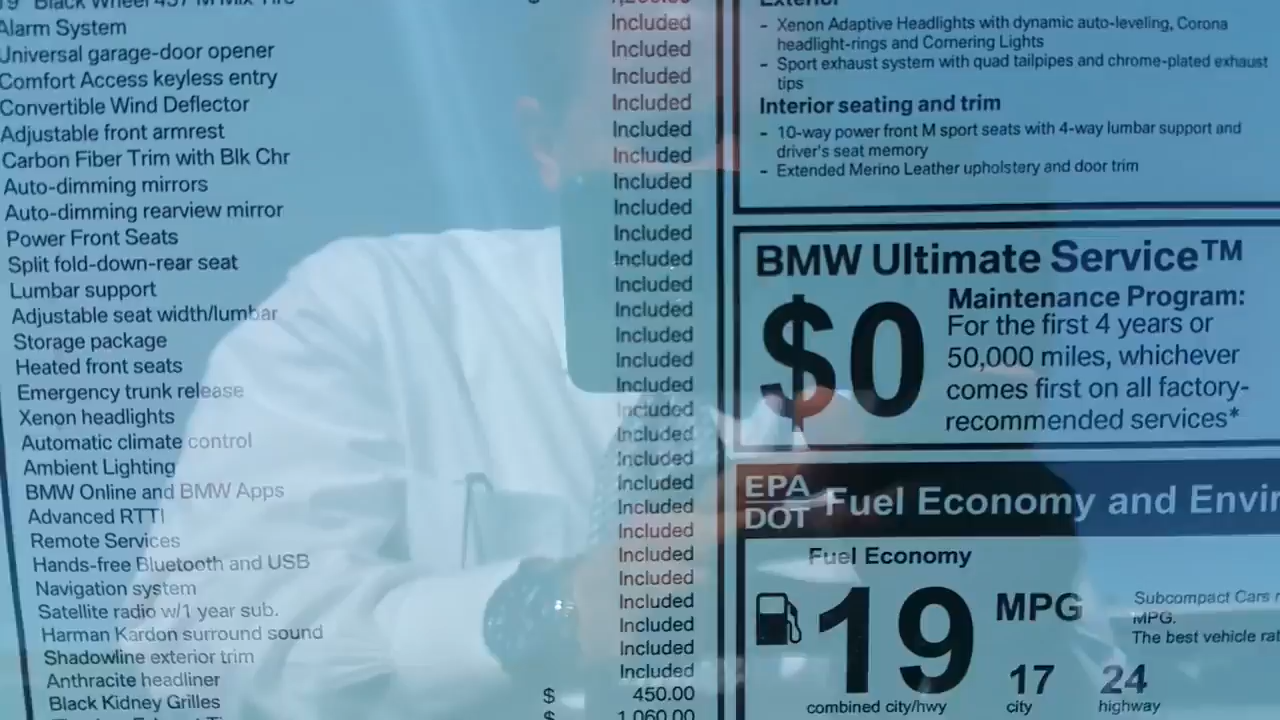 19" Black Wheel 437 M Mix Tire $
Alarm System Included
Universal garage-door opener Included
Comfort Access keyless entry Included
Convertible Wind Deflector Included
Adjustable front armrest Included
Carbon Fiber Trim with Blk Chr Included
Auto-dimming mirrors Included
Auto-dimming rearview mirror Included
Power Front Seats Included
Split fold-down-rear seat Included
Lumbar support Included
Adjustable seat width/lumbar Included
Storage package Included
Heated front seats Included
Emergency trunk release Included
Xenon headlights Included
Automatic climate control Included
Ambient Lighting Included
BMW Online and BMW Apps Included
Advanced RTTI Included
Remote Services Included
Hands-free Bluetooth and USB Included
Navigation system Included
Satellite radio w/1 year sub. Included
Harman Kardon surround sound Included
Shadowline exterior trim Included
Anthracite headliner Included
Black Kidney Grilles $ 450.00
$ 1,060.00
Exterior
- Xenon Adaptive Headlights with dynamic auto-leveling, Corona
headlight-rings and Cornering Lights
- Sport exhaust system with quad tailpipes and chrome-plated exhaust
tips
Interior seating and trim
- 10-way power front M sport seats with 4-way lumbar support and
driver's seat memory
- Extended Merino Leather upholstery and door trim
BMW Ultimate Service™
$0
Maintenance Program:
For the first 4 years or
50,000 miles, whichever
comes first on all factory-
recommended services*
EPA
DOT
Fuel Economy and Envir
Fuel Economy
19 MPG
combined city/hwy
17
city
24
highway
Subcompact Cars r
MPG.
The best vehicle rat